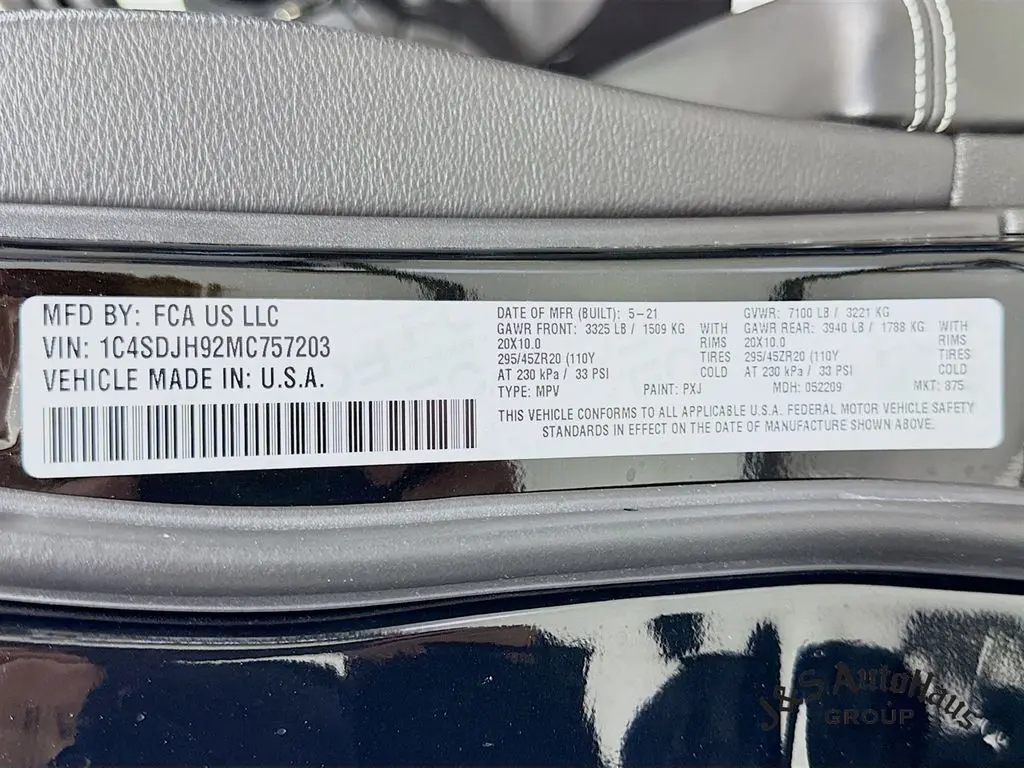 MFD BY: FCA US LLC
VIN: 1C4SDJH92MC757203
VEHICLE MADE IN: U.S.A.
DATE OF MFR (BUILT): 5-21
GAWR FRONT: 3325 LB / 1509 KG WITH
20X10.0 RIMS
295/45ZR20 (110Y TIRES
AT 230 kPa / 33 PSI COLD
TYPE: MPV PAINT: PXJ
GVWR: 7100 LB / 3221 KG
GAWR REAR: 3940 LB / 1788 KG WITH
20X10.0 RIMS
295/45ZR20 (110Y TIRES
AT 230 kPa / 33 PSI COLD
MDH: 052209 MKT: 875
THIS VEHICLE CONFORMS TO ALL APPLICABLE U.S.A. FEDERAL MOTOR VEHICLE SAFETY
STANDARDS IN EFFECT ON THE DATE OF MANUFACTURE SHOWN ABOVE.
J&S AutoHaus
GROUP